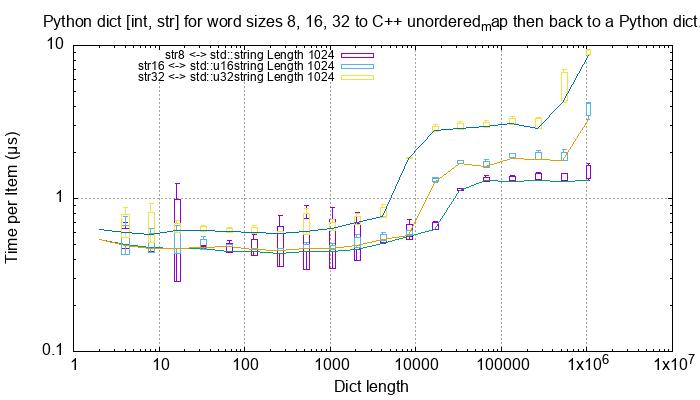 Python dict [int, str] for word sizes 8, 16, 32 to C++ unordered_map then back to a Python dict.
str8 <-> std::string Length 1024
str16 <-> std::u16string Length 1024
str32 <-> std::u32string Length 1024
Time per Item (µs)
10
1
0.1
1 10 100 1000 10000 100000 1x10^6 1x10^7
Dict length